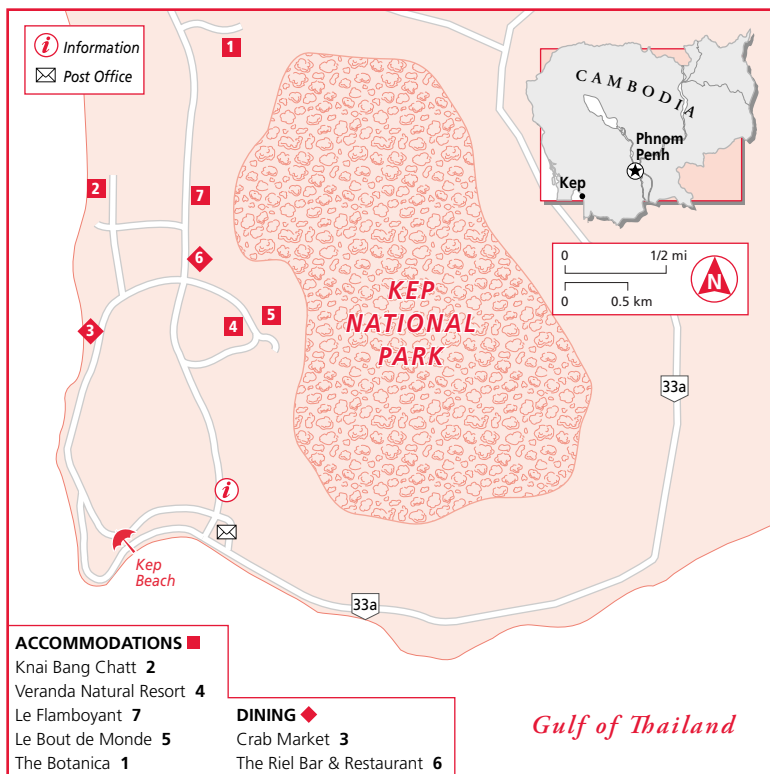 i Information
Post Office
1
CAMBODIA
Phnom
Penh
Kep
2
7
6
0 1/2 mi
0 0.5 km
N
KEP
NATIONAL
PARK
3
4
5
33a
i
Kep
Beach
33a
ACCOMMODATIONS
Knai Bang Chatt 2
Veranda Natural Resort 4
Le Flamboyant 7
Le Bout de Monde 5
The Botanica 1
DINING
Crab Market 3
The Riel Bar & Restaurant 6
Gulf of Thailand